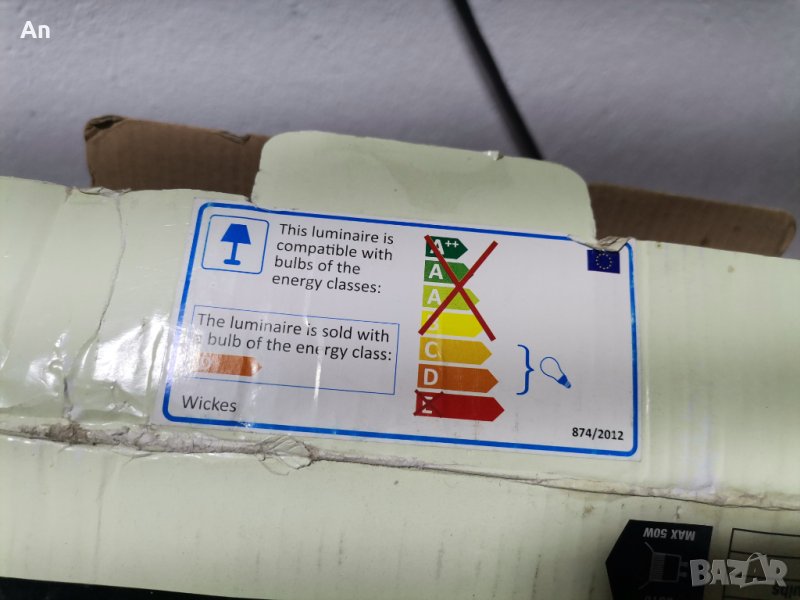 An
This luminaire is
compatible with
bulbs of the
energy classes:
A++
A
A
C
D
E
The luminaire is sold with
bulb of the energy class:
Wickes
874/2012
MAX 50W
BAZAR